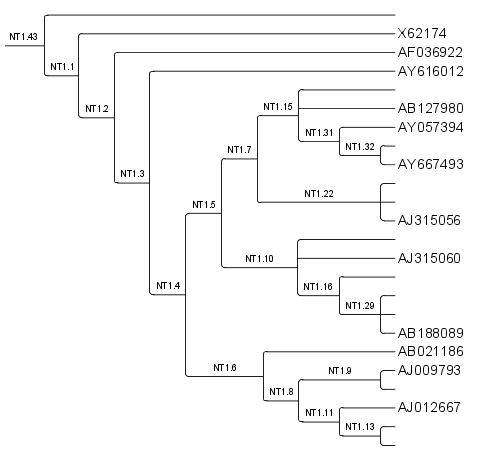 X62174
NT1.43
AF036922
NT1.1
AY616012
NT1.15
AB127980
NT1.2
AY057394
NT1.31
NT1.32
NT1.7
AY667493
NT1.3
NT1.22
NT1.5
AJ315056
NT1.10
AJ315060
NT1.4
NT1.16
NT1.29
AB188089
AB021186
NT1.6
NT1.9
AJ009793
NT1.8
AJ012667
NT1.11
NT1.13